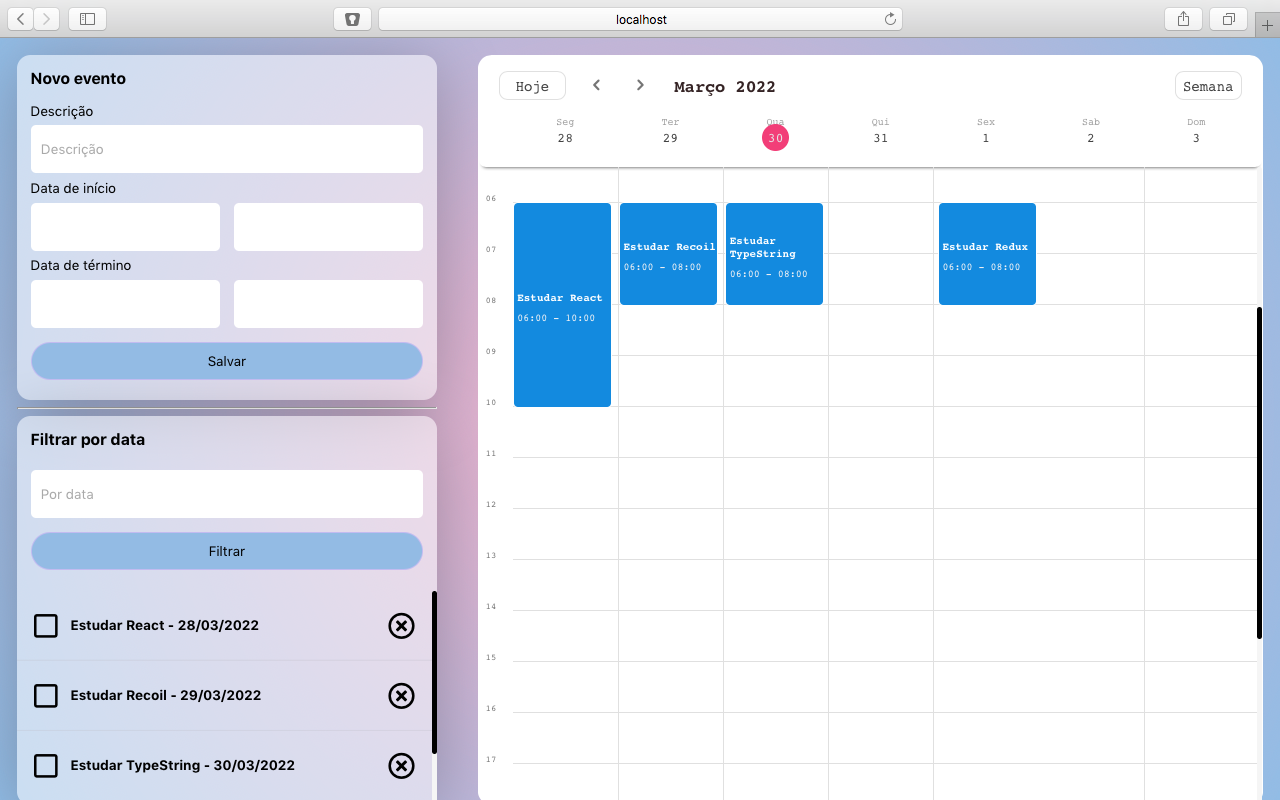 localhost
Novo evento
Descrição
Descrição
Data de início
Data de término
Salvar
Filtrar por data
Por data
Filtrar
Estudar React - 28/03/2022
Estudar Recoil - 29/03/2022
Estudar TypeString - 30/03/2022
Hoje
Março 2022
Semana
Seg Ter Qua Qui Sex Sab Dom
28 29 30 31 1 2 3
06
07
08
09
10
11
12
13
14
15
16
17
Estudar React
06:00 - 10:00
Estudar Recoil
06:00 - 08:00
Estudar
TypeString
06:00 - 08:00
Estudar Redux
06:00 - 08:00